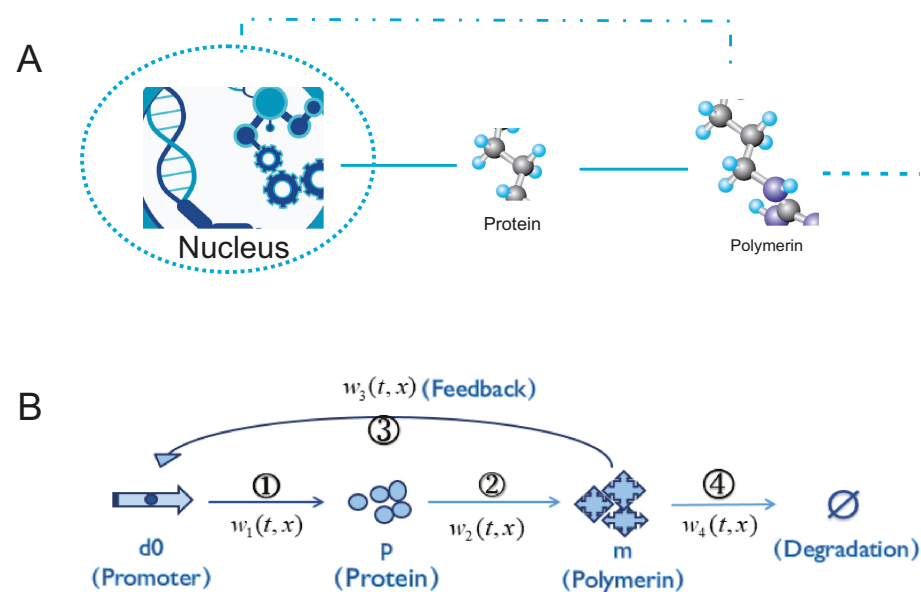 A
Nucleus
Protein
Polymerin
B
w₃(t, x) (Feedback)
③
① ② ④
w₁(t, x) w₂(t, x) w₄(t, x)
d0 p m ∅
(Promoter) (Protein) (Polymerin) (Degradation)